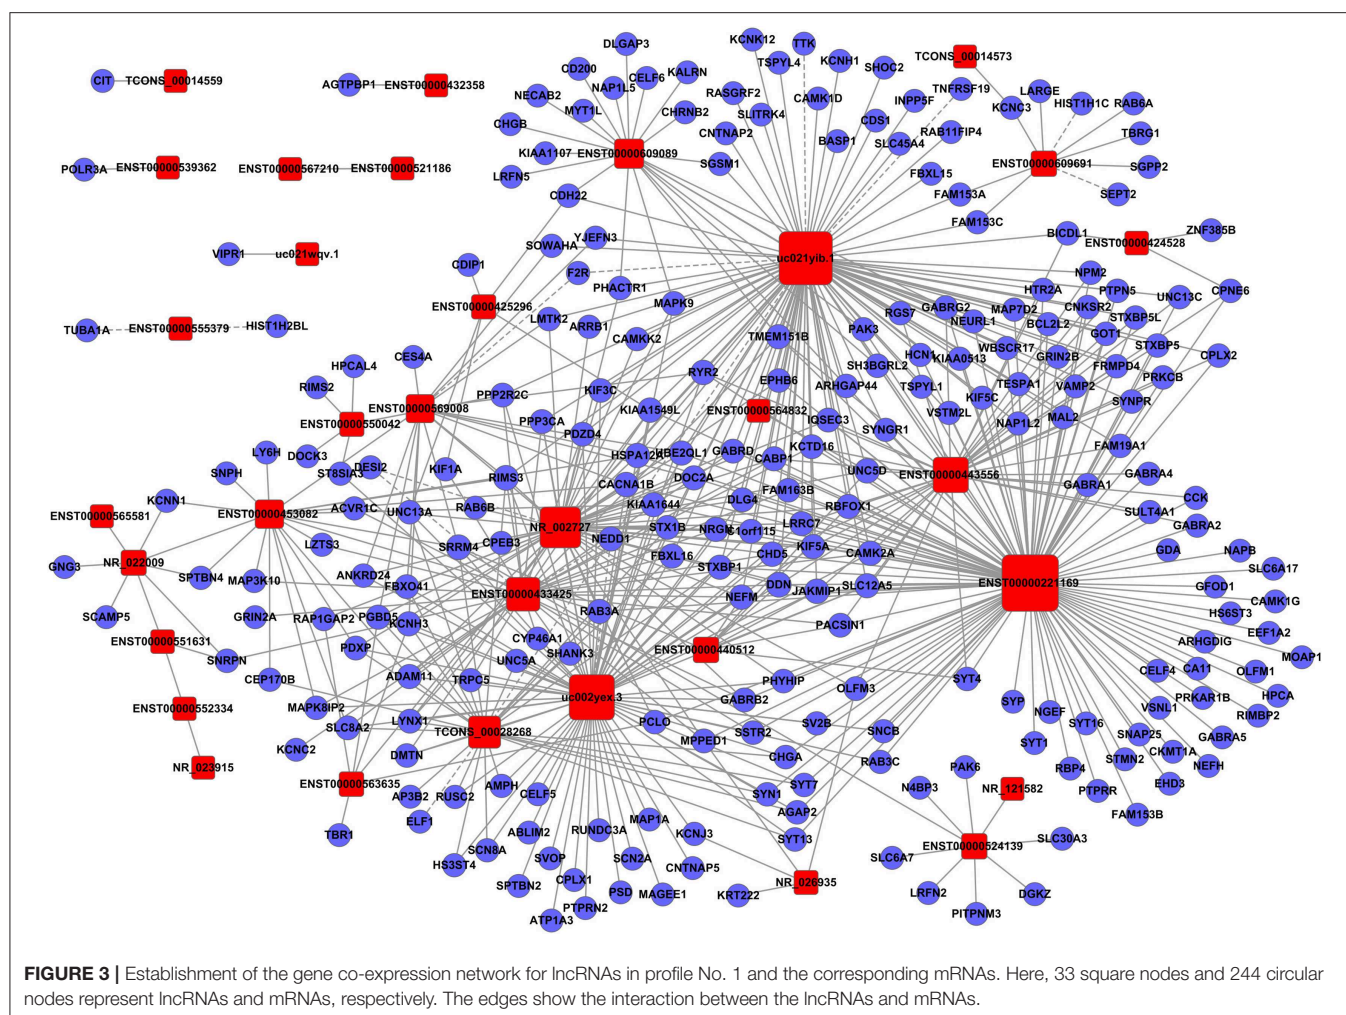 KCNK12
DLGAP3
TTK
TCONS_00014573
CIT
TCONS_00014559
AGTPBP1
ENST00000432358
CD200
CELF6
KALRN
TSPYL4
KCNH1
SHOC2
NECAB2
NAP1L5
RASGRF2
CAMK1D
TNFRSF19
LARGE
KCNC3
HIST1H1C
RAB6A
MYT1L
CHRNB2
SLITRK4
INPP5F
CHGB
CNTNAP2
CDS1
RAB11FIP4
TBRG1
BASP1
SLC45A4
KIAA1107
ENST00000609089
POLR3A
ENST00000539362
ENST00000567210
ENST00000521186
SGSM1
ENST00000609691
SGPP2
LRFN5
FBXL15
CDH22
FAM153A
SEPT2
FAM153C
BICDL1
ZNF385B
YJEFN3
SOWAHA
ENST00000424528
VIPR1
uc021wqv.1
CDIP1
F2R
uc021yib.1
NPM2
PHACTR1
HTR2A
PTPN5
UNC13C
CPNE6
ENST00000425296
MAPK9
GABRG2
MAP7D2
CNKSR2
RGS7
NEURL1
STXBP5L
TUBA1A
ENST00000555379
HIST1H2BL
LMTK2
ARRB1
PAK3
BCL2L2
GOT1
CAMKK2
TMEM151B
WBSCR17
STXBP5
HCN1
KIAA0513
GRIN2B
CPLX2
CES4A
HPCAL4
RYR2
SH3BGRL2
FRMPD4
PRKCB
RIMS2
EPHB6
ARHGAP44
TSPYL1
TESPA1
VAMP2
PPP2R2C
KIF3C
KIF5C
SYNPR
ENST00000569008
KIAA1549L
ENST00000564832
VSTM2L
MAL2
ENST00000550042
PPP3CA
IQSEC3
NAP1L2
PDZD4
SYNGR1
FAM19A1
LY6H
DOCK3
HSPA12A
UBE2QL1
GABRD
KCTD16
SNPH
ST8SIA3
DESI2
KIF1A
RIMS3
CABP1
UNC5D
ENST00000443556
GABRA4
CACNA1B
DOC2A
GABRA1
KCNN1
FAM163B
CCK
ENST00000565581
ENST00000453082
ACVR1C
UNC13A
RAB6B
KIAA1644
DLG4
RBFOX1
SULT4A1
NR_002727
STX1B
NRGN
C1orf115
LRRC7
GABRA2
LZTS3
SRRM4
CPEB3
NEDD1
KIF5A
GDA
NAPB
NR_022009
FBXL16
CHD5
CAMK2A
GNG3
SPTBN4
MAP3K10
ANKRD24
STXBP1
SLC6A17
FBXO41
DDN
SLC12A5
ENST00000221169
GFOD1
ENST00000433425
NEFM
JAKMIP1
CAMK1G
SCAMP5
GRIN2A
RAP1GAP2
PGBD5
RAB3A
HS6ST3
KCNH3
PACSIN1
EEF1A2
ENST00000551631
CYP46A1
ARHGDIG
PDXP
SHANK3
ENST00000440512
MOAP1
SNRPN
UNC5A
CELF4
CA11
OLFM1
CEP170B
ADAM11
TRPC5
PHYHIP
SYT4
OLFM3
HPCA
uc002yex.3
GABRB2
PRKAR1B
ENST00000552334
MAPK8IP2
SYP
NGEF
VSNL1
RIMBP2
LYNX1
PCLO
SYT16
SLC8A2
TCONS_00028268
SSTR2
SV2B
SNCB
SNAP25
GABRA5
KCNC2
MPPED1
SYT1
CKMT1A
DMTN
CHGA
STMN2
NR_023915
RAB3C
PAK6
RBP4
NEFH
ENST00000563635
AMPH
SYT7
PTPRR
EHD3
AP3B2
RUSC2
CELF5
SYN1
N4BP3
NR_121582
AGAP2
FAM153B
ELF1
ABLIM2
RUNDC3A
MAP1A
TBR1
KCNJ3
SYT13
SLC30A3
SCN8A
SVOP
SCN2A
ENST00000524139
HS3ST4
CNTNAP5
SLC6A7
SPTBN2
CPLX1
PSD
MAGEE1
NR_026935
KRT222
LRFN2
DGKZ
PTPRN2
ATP1A3
PITPNM3
FIGURE 3 | Establishment of the gene co-expression network for lncRNAs in profile No. 1 and the corresponding mRNAs. Here, 33 square nodes and 244 circular
nodes represent lncRNAs and mRNAs, respectively. The edges show the interaction between the lncRNAs and mRNAs.